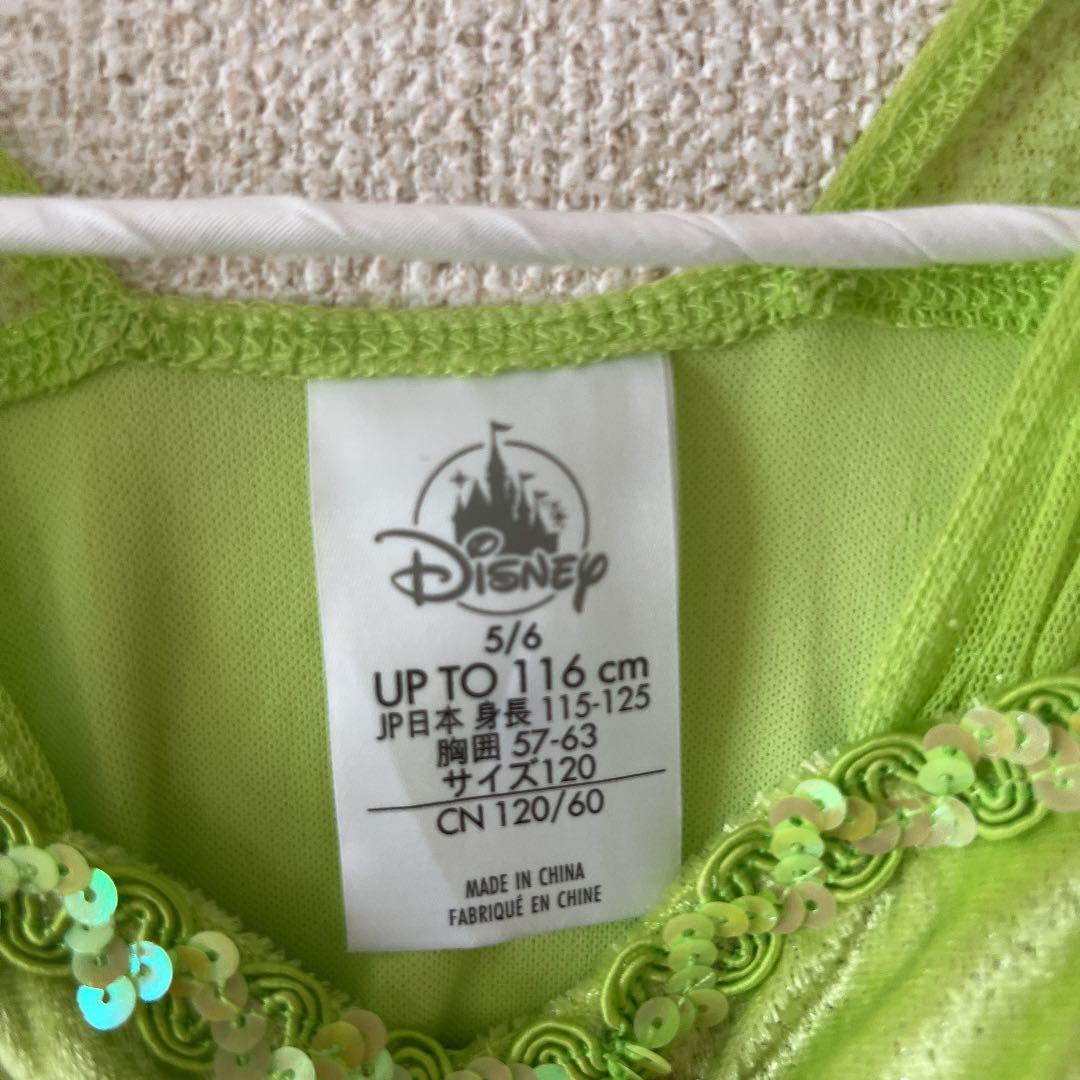 Disney
5/6
UP TO 116 cm
JP日本 身長 115-125
胸囲 57-63
サイズ120
CN 120/60
MADE IN CHINA
FABRIQUÉ EN CHINE